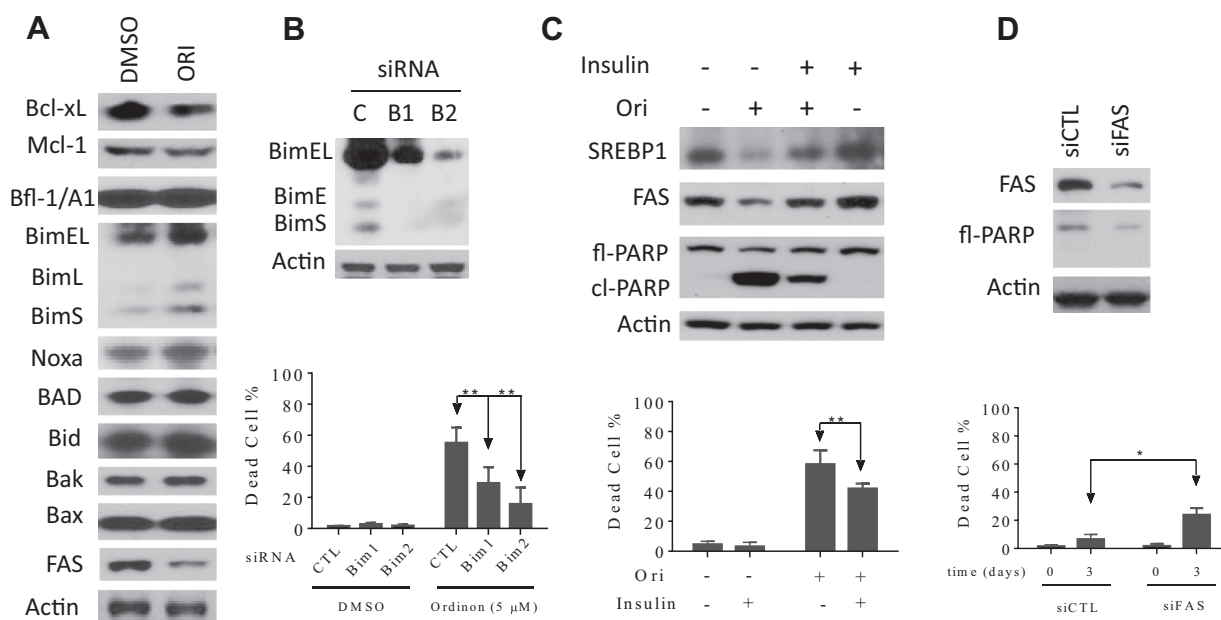 A
DMSO
ORI
Bcl-xL
Mcl-1
Bfl-1/A1
BimEL
BimL
BimS
Noxa
BAD
Bid
Bak
Bax
FAS
Actin
B
siRNA
C B1 B2
BimEL
BimE
BimS
Actin
Dead Cell %
100
80
60
40
20
0
** **
siRNA
CTL
Bim1
Bim2
CTL
Bim1
Bim2
DMSO
Ordinon (5 µM)
C
Insulin - - + +
Ori - + + -
SREBP1
FAS
fl-PARP
cl-PARP
Actin
Dead Cell %
100
80
60
40
20
0
**
Ori - - + +
Insulin - + - +
D
siCTL
siFAS
FAS
fl-PARP
Actin
Dead Cell %
100
80
60
40
20
0
*
time (days) 0 3 0 3
siCTL siFAS